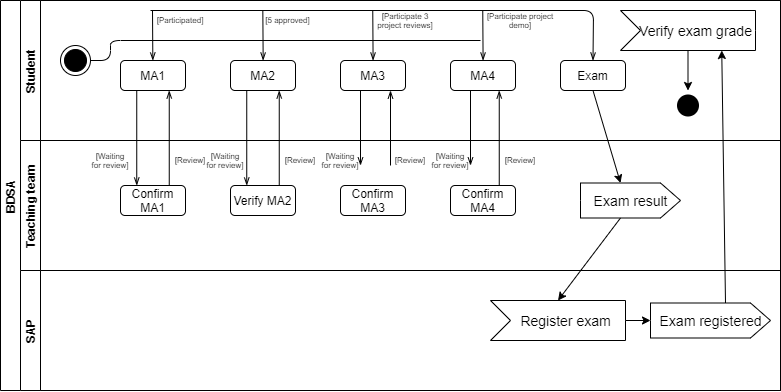 BDSA
Student
Teaching team
SAP
[Participated]
[5 approved]
[Participate 3
project reviews]
[Participate project
demo]
Verify exam grade
MA1
MA2
MA3
MA4
Exam
[Waiting
for review]
[Review]
[Waiting
for review]
[Review]
[Waiting
for review]
[Review]
[Waiting
for review]
[Review]
Confirm
MA1
Verify MA2
Confirm
MA3
Confirm
MA4
Exam result
Register exam
Exam registered